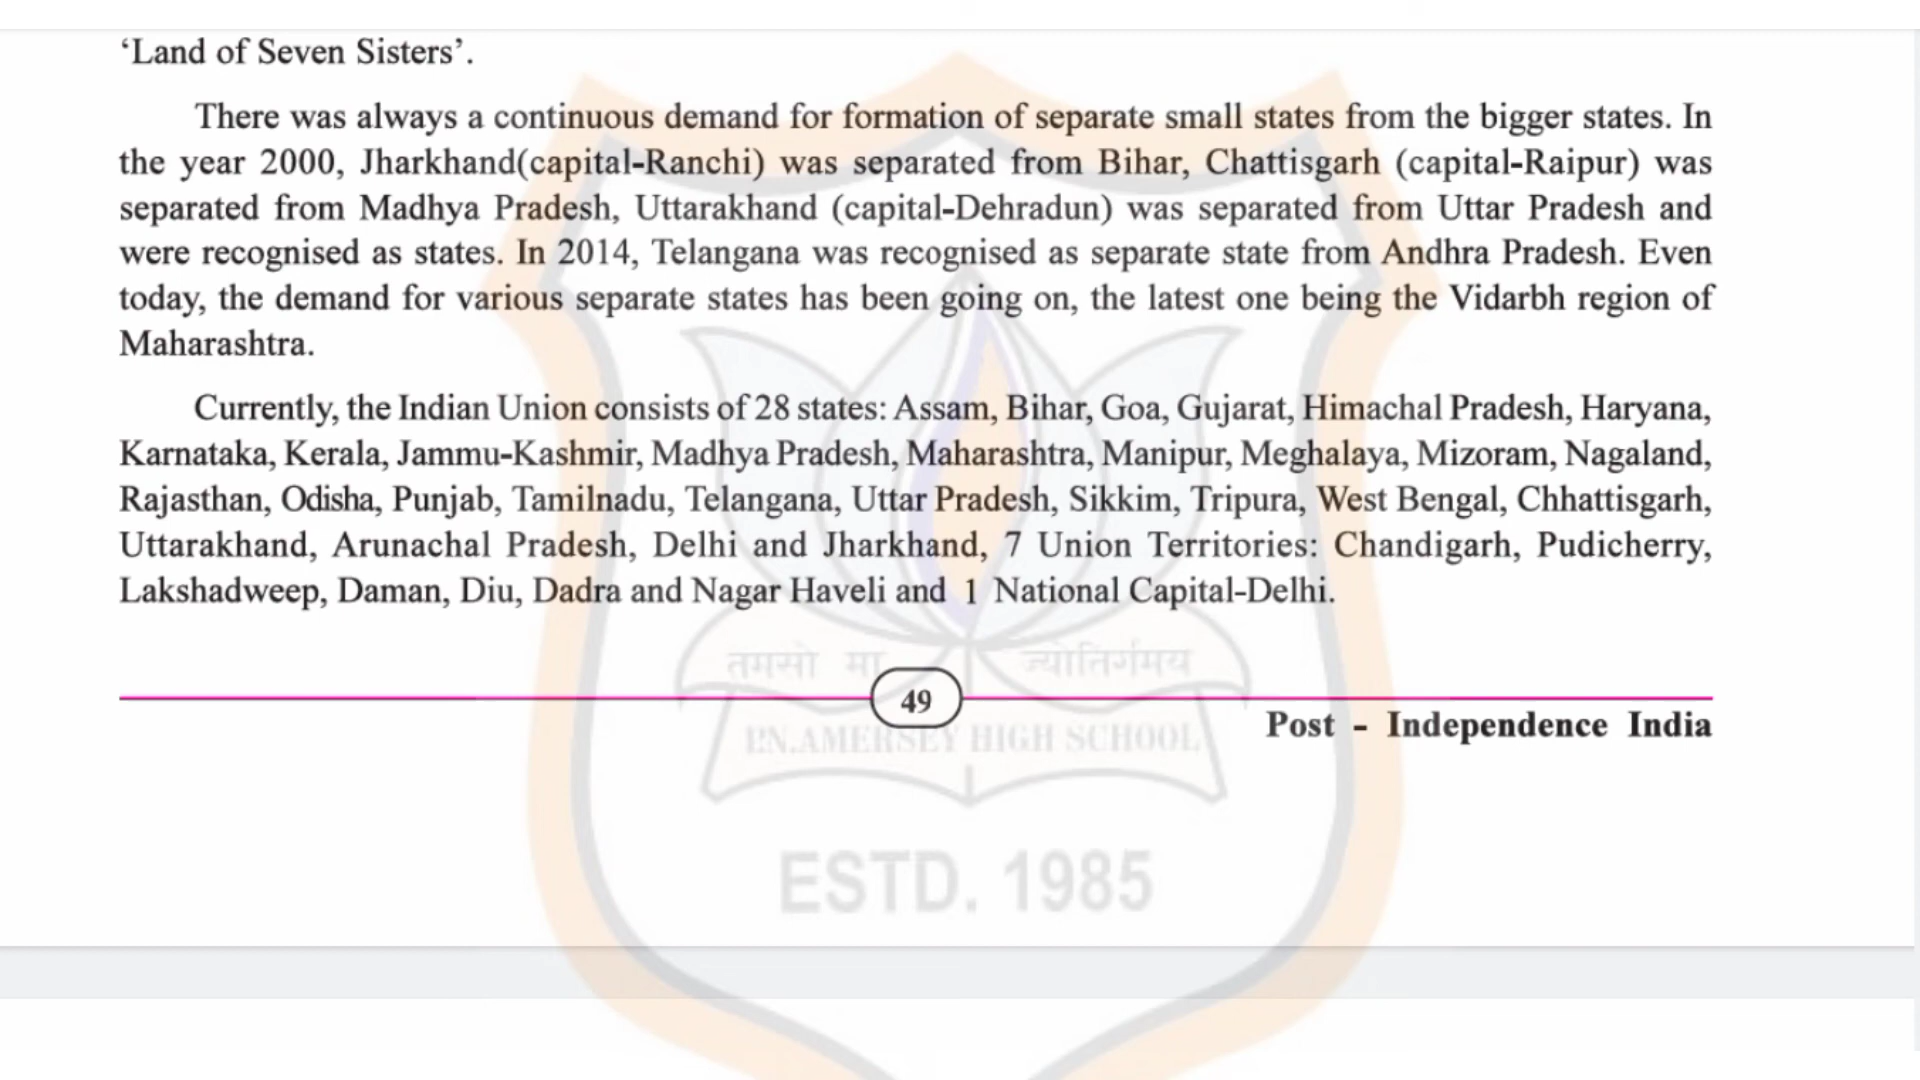 ‘Land of Seven Sisters’.
There was always a continuous demand for formation of separate small states from the bigger states. In
the year 2000, Jharkhand(capital-Ranchi) was separated from Bihar, Chattisgarh (capital-Raipur) was
separated from Madhya Pradesh, Uttarakhand (capital-Dehradun) was separated from Uttar Pradesh and
were recognised as states. In 2014, Telangana was recognised as separate state from Andhra Pradesh. Even
today, the demand for various separate states has been going on, the latest one being the Vidarbh region of
Maharashtra.
Currently, the Indian Union consists of 28 states: Assam, Bihar, Goa, Gujarat, Himachal Pradesh, Haryana,
Karnataka, Kerala, Jammu-Kashmir, Madhya Pradesh, Maharashtra, Manipur, Meghalaya, Mizoram, Nagaland,
Rajasthan, Odisha, Punjab, Tamilnadu, Telangana, Uttar Pradesh, Sikkim, Tripura, West Bengal, Chhattisgarh,
Uttarakhand, Arunachal Pradesh, Delhi and Jharkhand, 7 Union Territories: Chandigarh, Pudicherry,
Lakshadweep, Daman, Diu, Dadra and Nagar Haveli and 1 National Capital-Delhi.
तमसो मा ज्योतिर्गमय
49
Post - Independence India
P.N.AMERSEY HIGH SCHOOL
ESTD. 1985